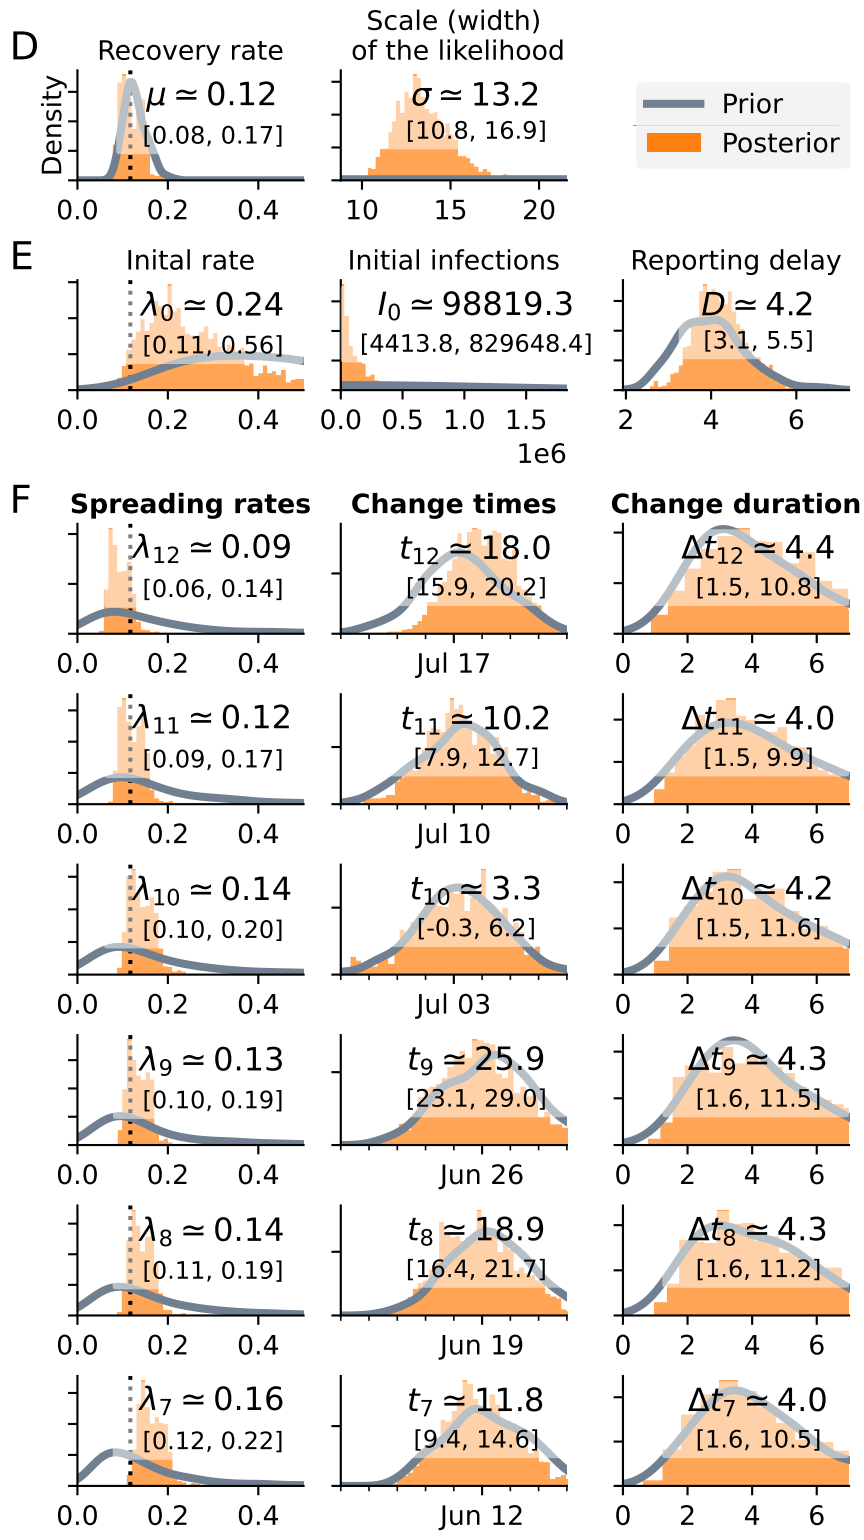 D
Recovery rate
Scale (width)
of the likelihood
Density
μ ≃ 0.12
[0.08, 0.17]
σ ≃ 13.2
[10.8, 16.9]
Prior
Posterior
0.0 0.2 0.4
10 15 20
E
Inital rate
Initial infections
Reporting delay
λ0 ≃ 0.24
[0.11, 0.56]
I0 ≃ 98819.3
[4413.8, 829648.4]
D ≃ 4.2
[3.1, 5.5]
0.0 0.2 0.4
0.0 0.5 1.0 1.5
1e6
2 4 6
F
Spreading rates
Change times
Change duration
λ12 ≃ 0.09
[0.06, 0.14]
t12 ≃ 18.0
[15.9, 20.2]
Δt12 ≃ 4.4
[1.5, 10.8]
0.0 0.2 0.4
Jul 17
0 2 4 6
λ11 ≃ 0.12
[0.09, 0.17]
t11 ≃ 10.2
[7.9, 12.7]
Δt11 ≃ 4.0
[1.5, 9.9]
0.0 0.2 0.4
Jul 10
0 2 4 6
λ10 ≃ 0.14
[0.10, 0.20]
t10 ≃ 3.3
[-0.3, 6.2]
Δt10 ≃ 4.2
[1.5, 11.6]
0.0 0.2 0.4
Jul 03
0 2 4 6
λ9 ≃ 0.13
[0.10, 0.19]
t9 ≃ 25.9
[23.1, 29.0]
Δt9 ≃ 4.3
[1.6, 11.5]
0.0 0.2 0.4
Jun 26
0 2 4 6
λ8 ≃ 0.14
[0.11, 0.19]
t8 ≃ 18.9
[16.4, 21.7]
Δt8 ≃ 4.3
[1.6, 11.2]
0.0 0.2 0.4
Jun 19
0 2 4 6
λ7 ≃ 0.16
[0.12, 0.22]
t7 ≃ 11.8
[9.4, 14.6]
Δt7 ≃ 4.0
[1.6, 10.5]
0.0 0.2 0.4
Jun 12
0 2 4 6